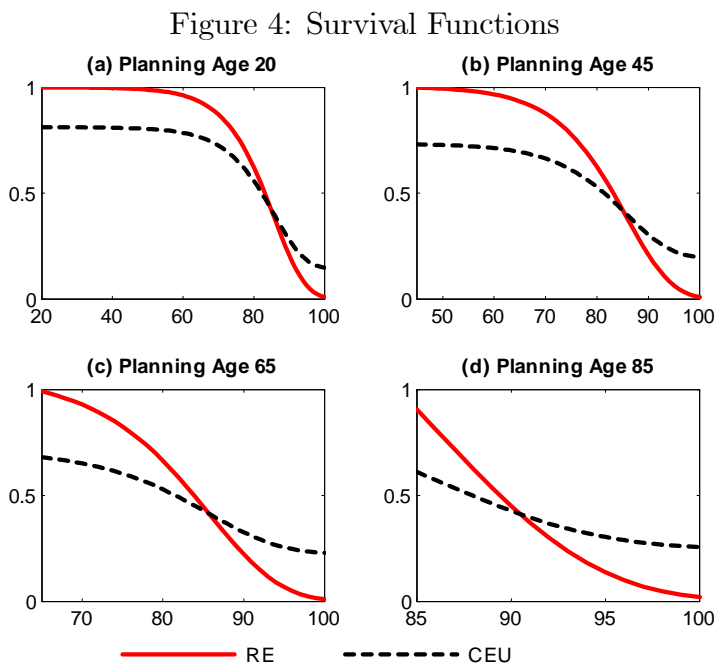 Figure 4: Survival Functions
(a) Planning Age 20
1
0.5
0
20 40 60 80 100
(b) Planning Age 45
1
0.5
0
50 60 70 80 90 100
(c) Planning Age 65
1
0.5
0
70 80 90 100
(d) Planning Age 85
1
0.5
0
85 90 95 100
RE CEU